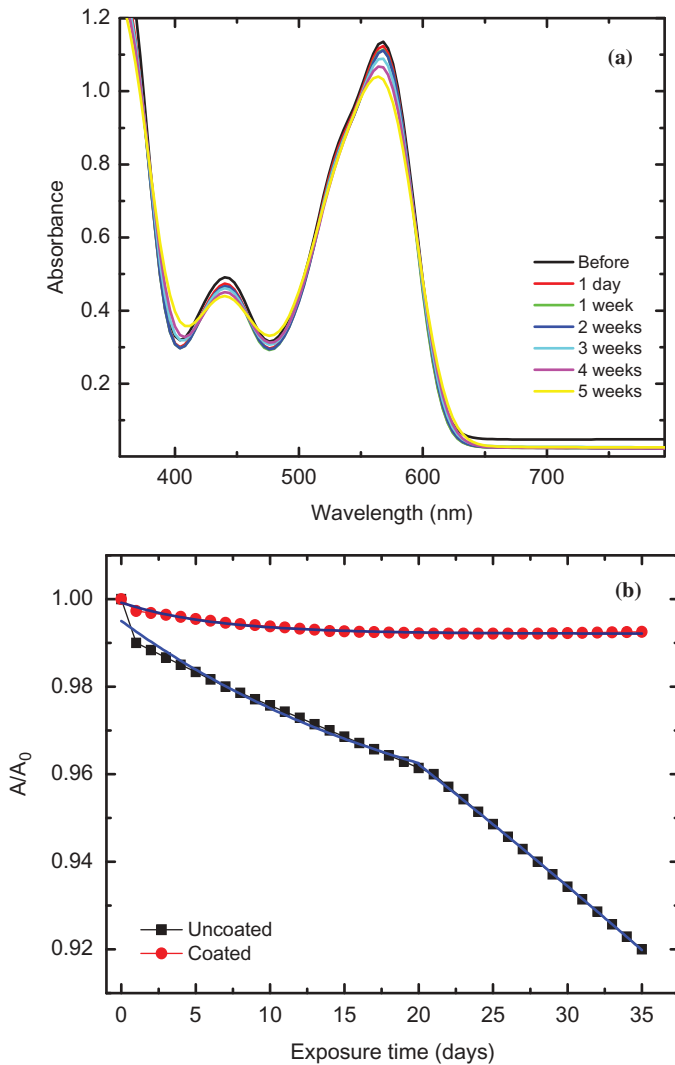 (a)
1.2
1.0
0.8
0.6
0.4
0.2
Absorbance
Before
1 day
1 week
2 weeks
3 weeks
4 weeks
5 weeks
400 500 600 700
Wavelength (nm)
(b)
1.00
0.98
0.96
0.94
0.92
A/A0
Uncoated
Coated
0 5 10 15 20 25 30 35
Exposure time (days)